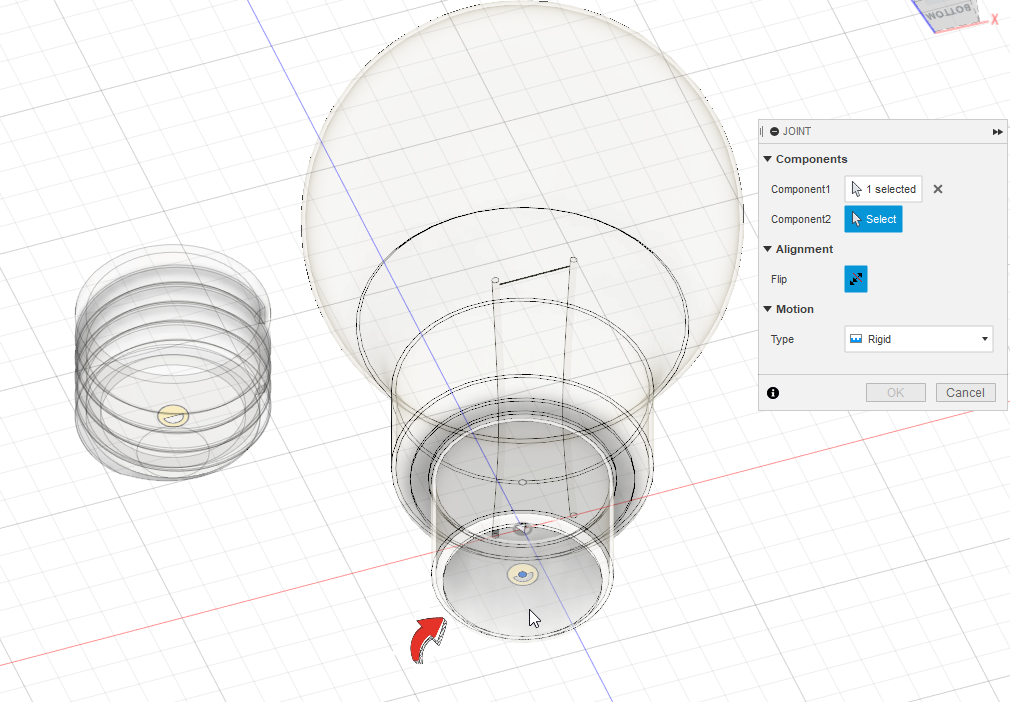 BOTTOM
X
JOINT
Components
Component1
1 selected
Component2
Select
Alignment
Flip
Motion
Type
Rigid
OK
Cancel